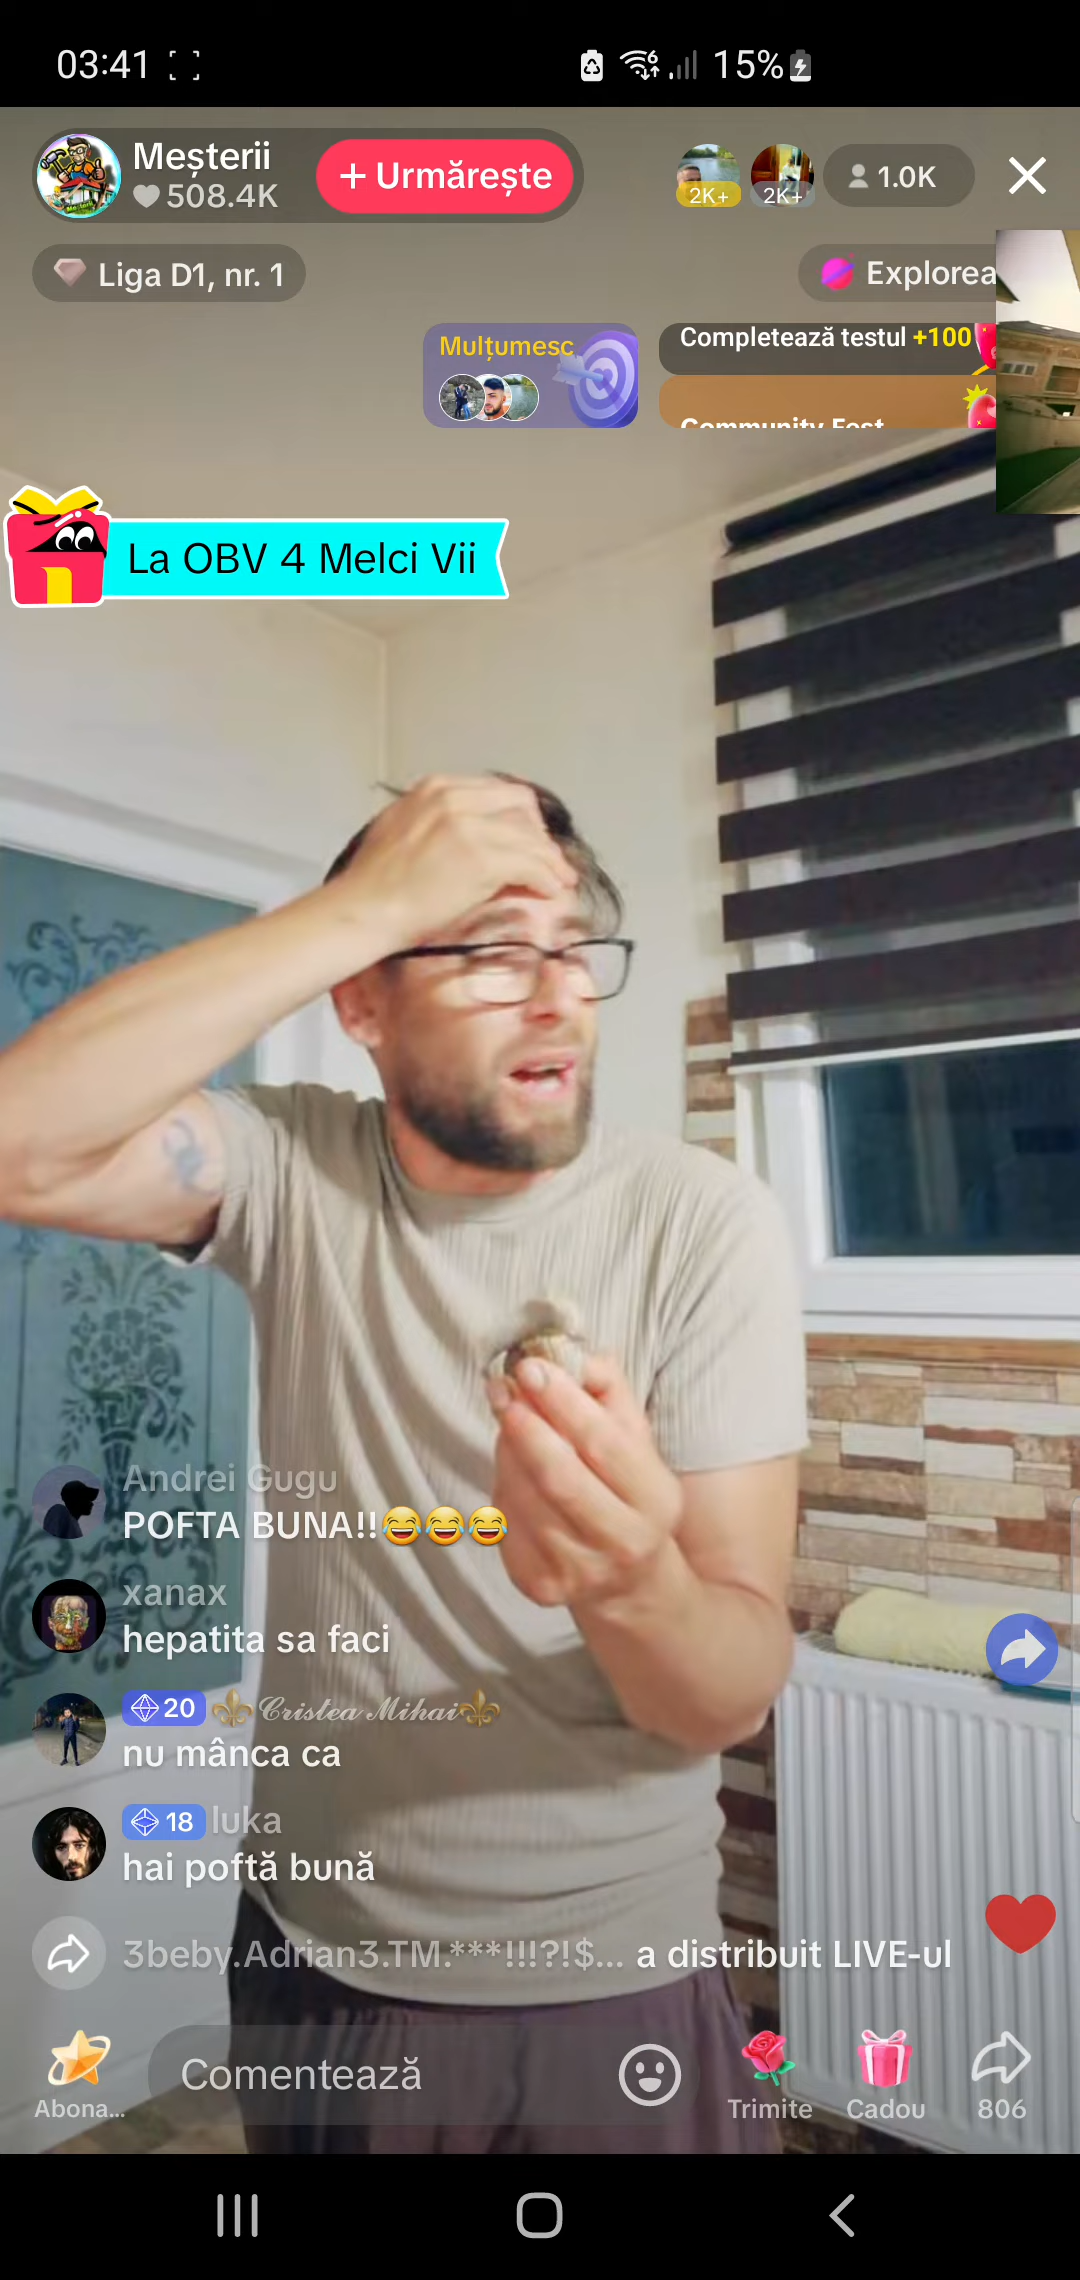 03:41
15%
Meșterii
508.4K
+ Urmărește
2K+
2K+
1.0K
Liga D1, nr. 1
Explorea
Mulțumesc
Completează testul +100
Community Fest
La OBV 4 Melci Vii
Andrei Gugu
POFTA BUNA!!😂😂😂
xanax
hepatita sa faci
20 ⚜️𝒞𝓇𝒾𝓈𝓉𝑒𝒶 𝑀𝒾𝒽𝒶𝒾⚜️
nu mânca ca
18 luka
hai poftă bună
3beby.Adrian3.TM.***!!!?!$... a distribuit LIVE-ul
Comentează
Abona...
Trimite
Cadou
806